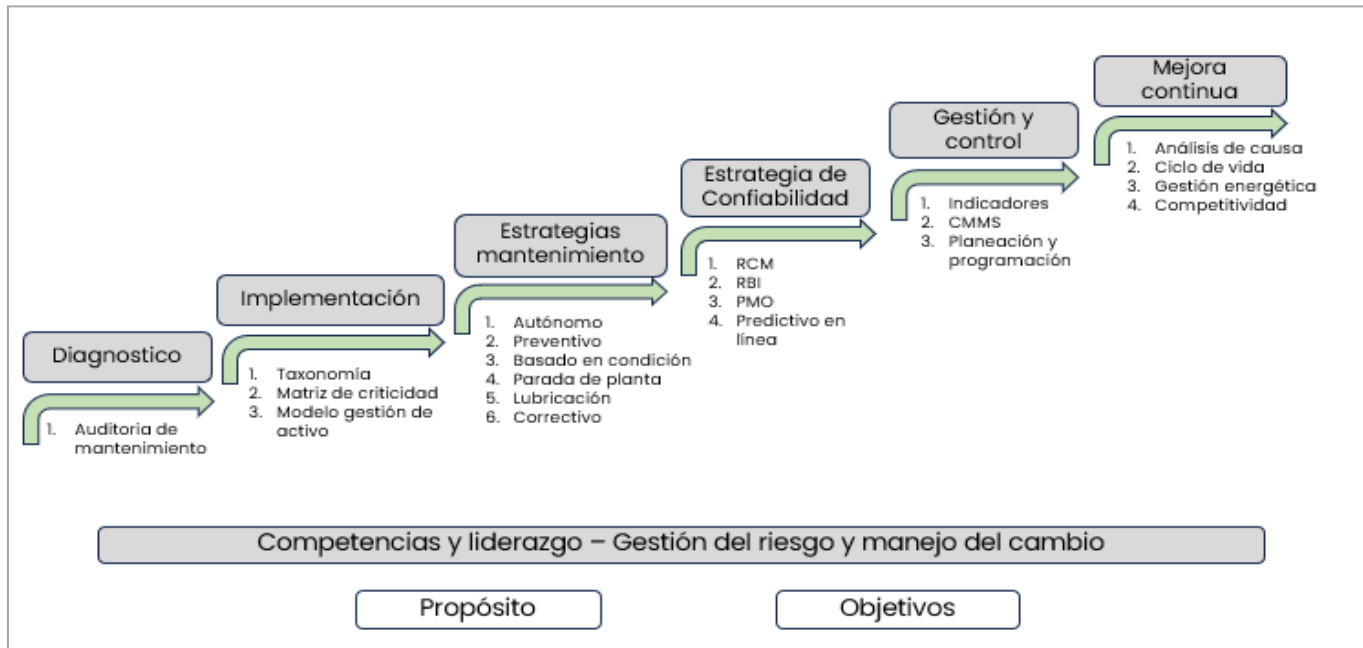 Diagnostico
1. Auditoria de
mantenimiento
Implementación
1. Taxonomía
2. Matriz de criticidad
3. Modelo gestión de
activo
Estrategias
mantenimiento
1. Autónomo
2. Preventivo
3. Basado en condición
4. Parada de planta
5. Lubricación
6. Correctivo
Estrategia de
Confiabilidad
1. RCM
2. RBI
3. PMO
4. Predictivo en
línea
Gestión y
control
1. Indicadores
2. CMMS
3. Planeación y
programación
Mejora
continua
1. Análisis de causa
2. Ciclo de vida
3. Gestión energética
4. Competitividad
Competencias y liderazgo – Gestión del riesgo y manejo del cambio
Propósito
Objetivos